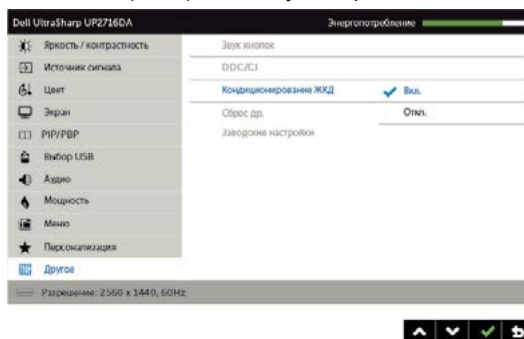 Dell UltraSharp UP2716DA
Энергопотребление
Яркость / контрастность
Звук кнопок
Источник сигнала
DDC/CI
Цвет
Кондиционирование ЖКД
Вкл.
Экран
Сброс др.
Откл.
PIP/PBP
Заводские настройки
Выбор USB
Аудио
Мощность
Меню
Персонализация
Другое
Разрешение: 2560 x 1440, 60Hz